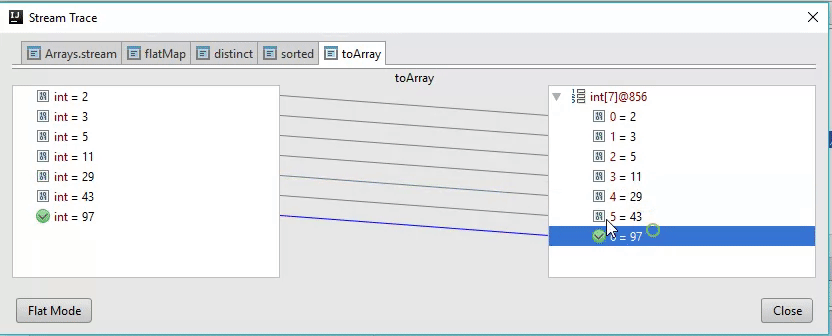 IJ Stream Trace
Arrays.stream flatMap distinct sorted toArray
toArray
int = 2
int = 3
int = 5
int = 11
int = 29
int = 43
int = 97
int[7]@856
0 = 2
1 = 3
2 = 5
3 = 11
4 = 29
5 = 43
6 = 97
Flat Mode
Close